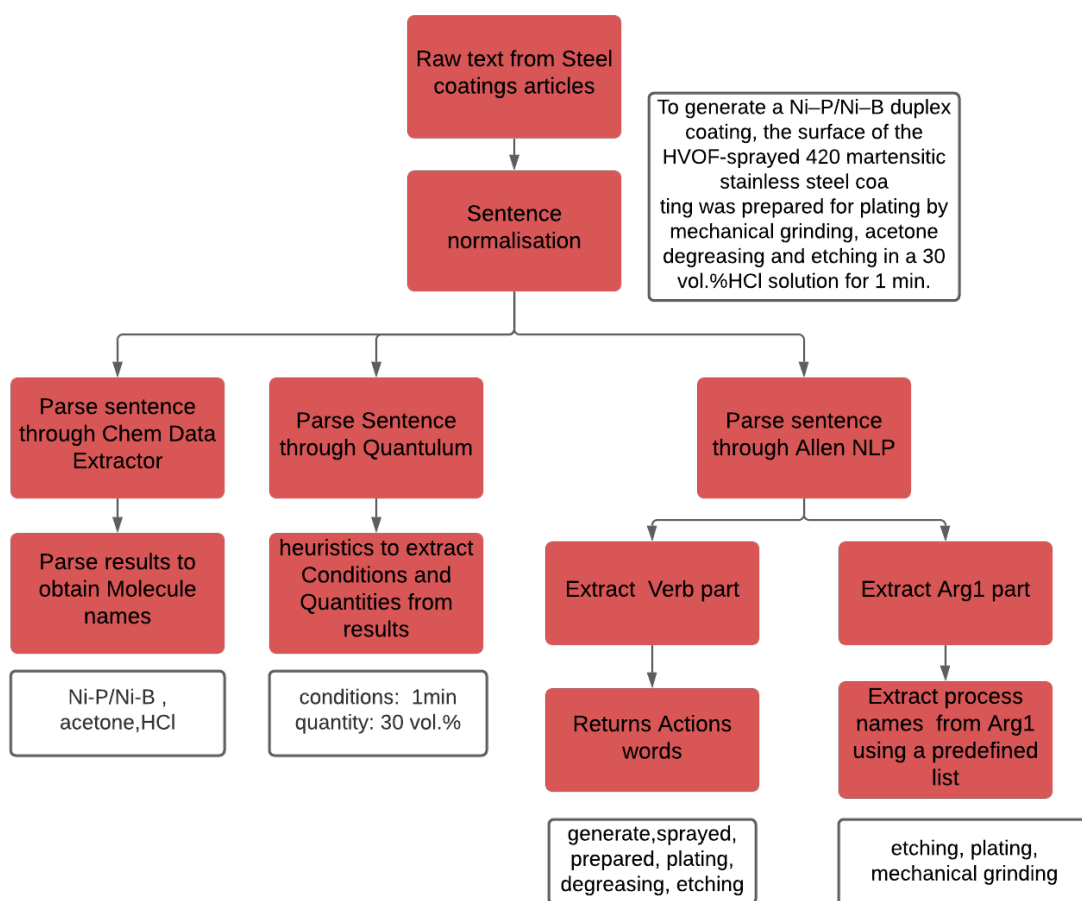 Raw text from Steel
coatings articles
To generate a Ni–P/Ni–B duplex
coating, the surface of the
HVOF-sprayed 420 martensitic
stainless steel coa
ting was prepared for plating by
mechanical grinding, acetone
degreasing and etching in a 30
vol.%HCl solution for 1 min.
Sentence
normalisation
Parse sentence
through Chem Data
Extractor
Parse Sentence
through Quantulum
Parse sentence
through Allen NLP
Parse results to
obtain Molecule
names
heuristics to extract
Conditions and
Quantities from
results
Extract Verb part
Extract Arg1 part
Ni-P/Ni-B ,
acetone,HCl
conditions: 1min
quantity: 30 vol.%
Returns Actions
words
Extract process
names from Arg1
using a predefined
list
generate,sprayed,
prepared, plating,
degreasing, etching
etching, plating,
mechanical grinding